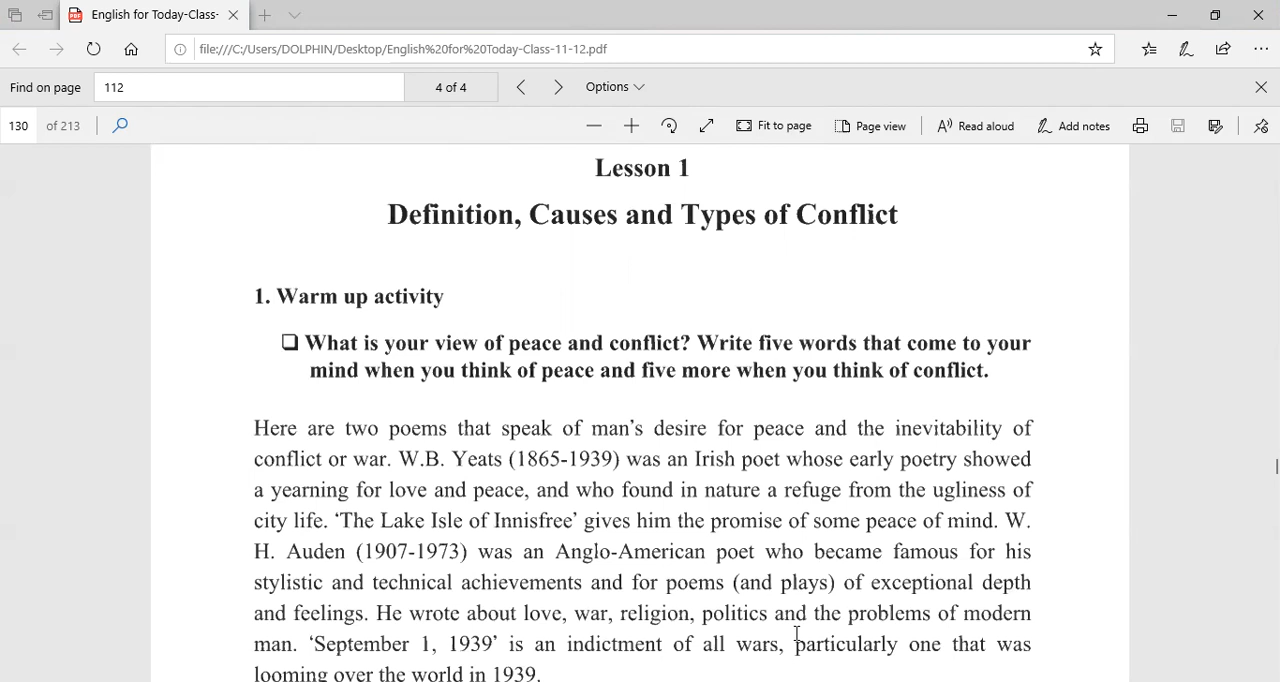 English for Today-Class-
file:///C:/Users/DOLPHIN/Desktop/English%20for%20Today-Class-11-12.pdf
Find on page 112 4 of 4 Options
130 of 213 Fit to page Page view Read aloud Add notes
Lesson 1
Definition, Causes and Types of Conflict
1. Warm up activity
❑ What is your view of peace and conflict? Write five words that come to your
mind when you think of peace and five more when you think of conflict.
Here are two poems that speak of man's desire for peace and the inevitability of
conflict or war. W.B. Yeats (1865-1939) was an Irish poet whose early poetry showed
a yearning for love and peace, and who found in nature a refuge from the ugliness of
city life. 'The Lake Isle of Innisfree' gives him the promise of some peace of mind. W.
H. Auden (1907-1973) was an Anglo-American poet who became famous for his
stylistic and technical achievements and for poems (and plays) of exceptional depth
and feelings. He wrote about love, war, religion, politics and the problems of modern
man. 'September 1, 1939' is an indictment of all wars, particularly one that was
looming over the world in 1939.